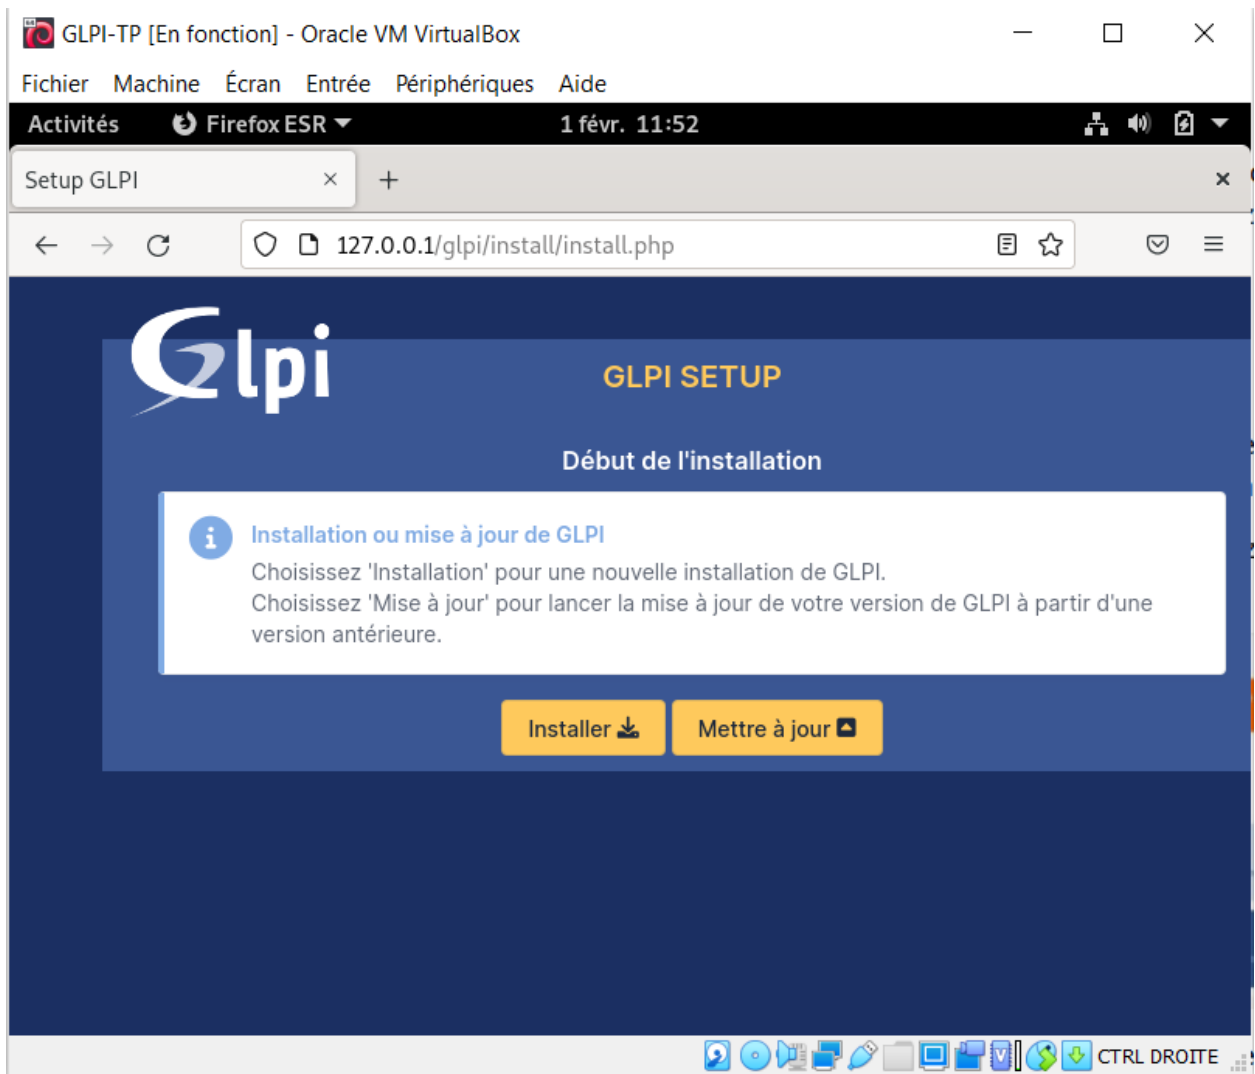 GLPI-TP [En fonction] - Oracle VM VirtualBox
Fichier Machine Écran Entrée Périphériques Aide
Activités Firefox ESR 1 févr. 11:52
Setup GLPI
127.0.0.1/glpi/install/install.php
Glpi
GLPI SETUP
Début de l'installation
Installation ou mise à jour de GLPI
Choisissez 'Installation' pour une nouvelle installation de GLPI.
Choisissez 'Mise à jour' pour lancer la mise à jour de votre version de GLPI à partir d'une
version antérieure.
Installer Mettre à jour
CTRL DROITE